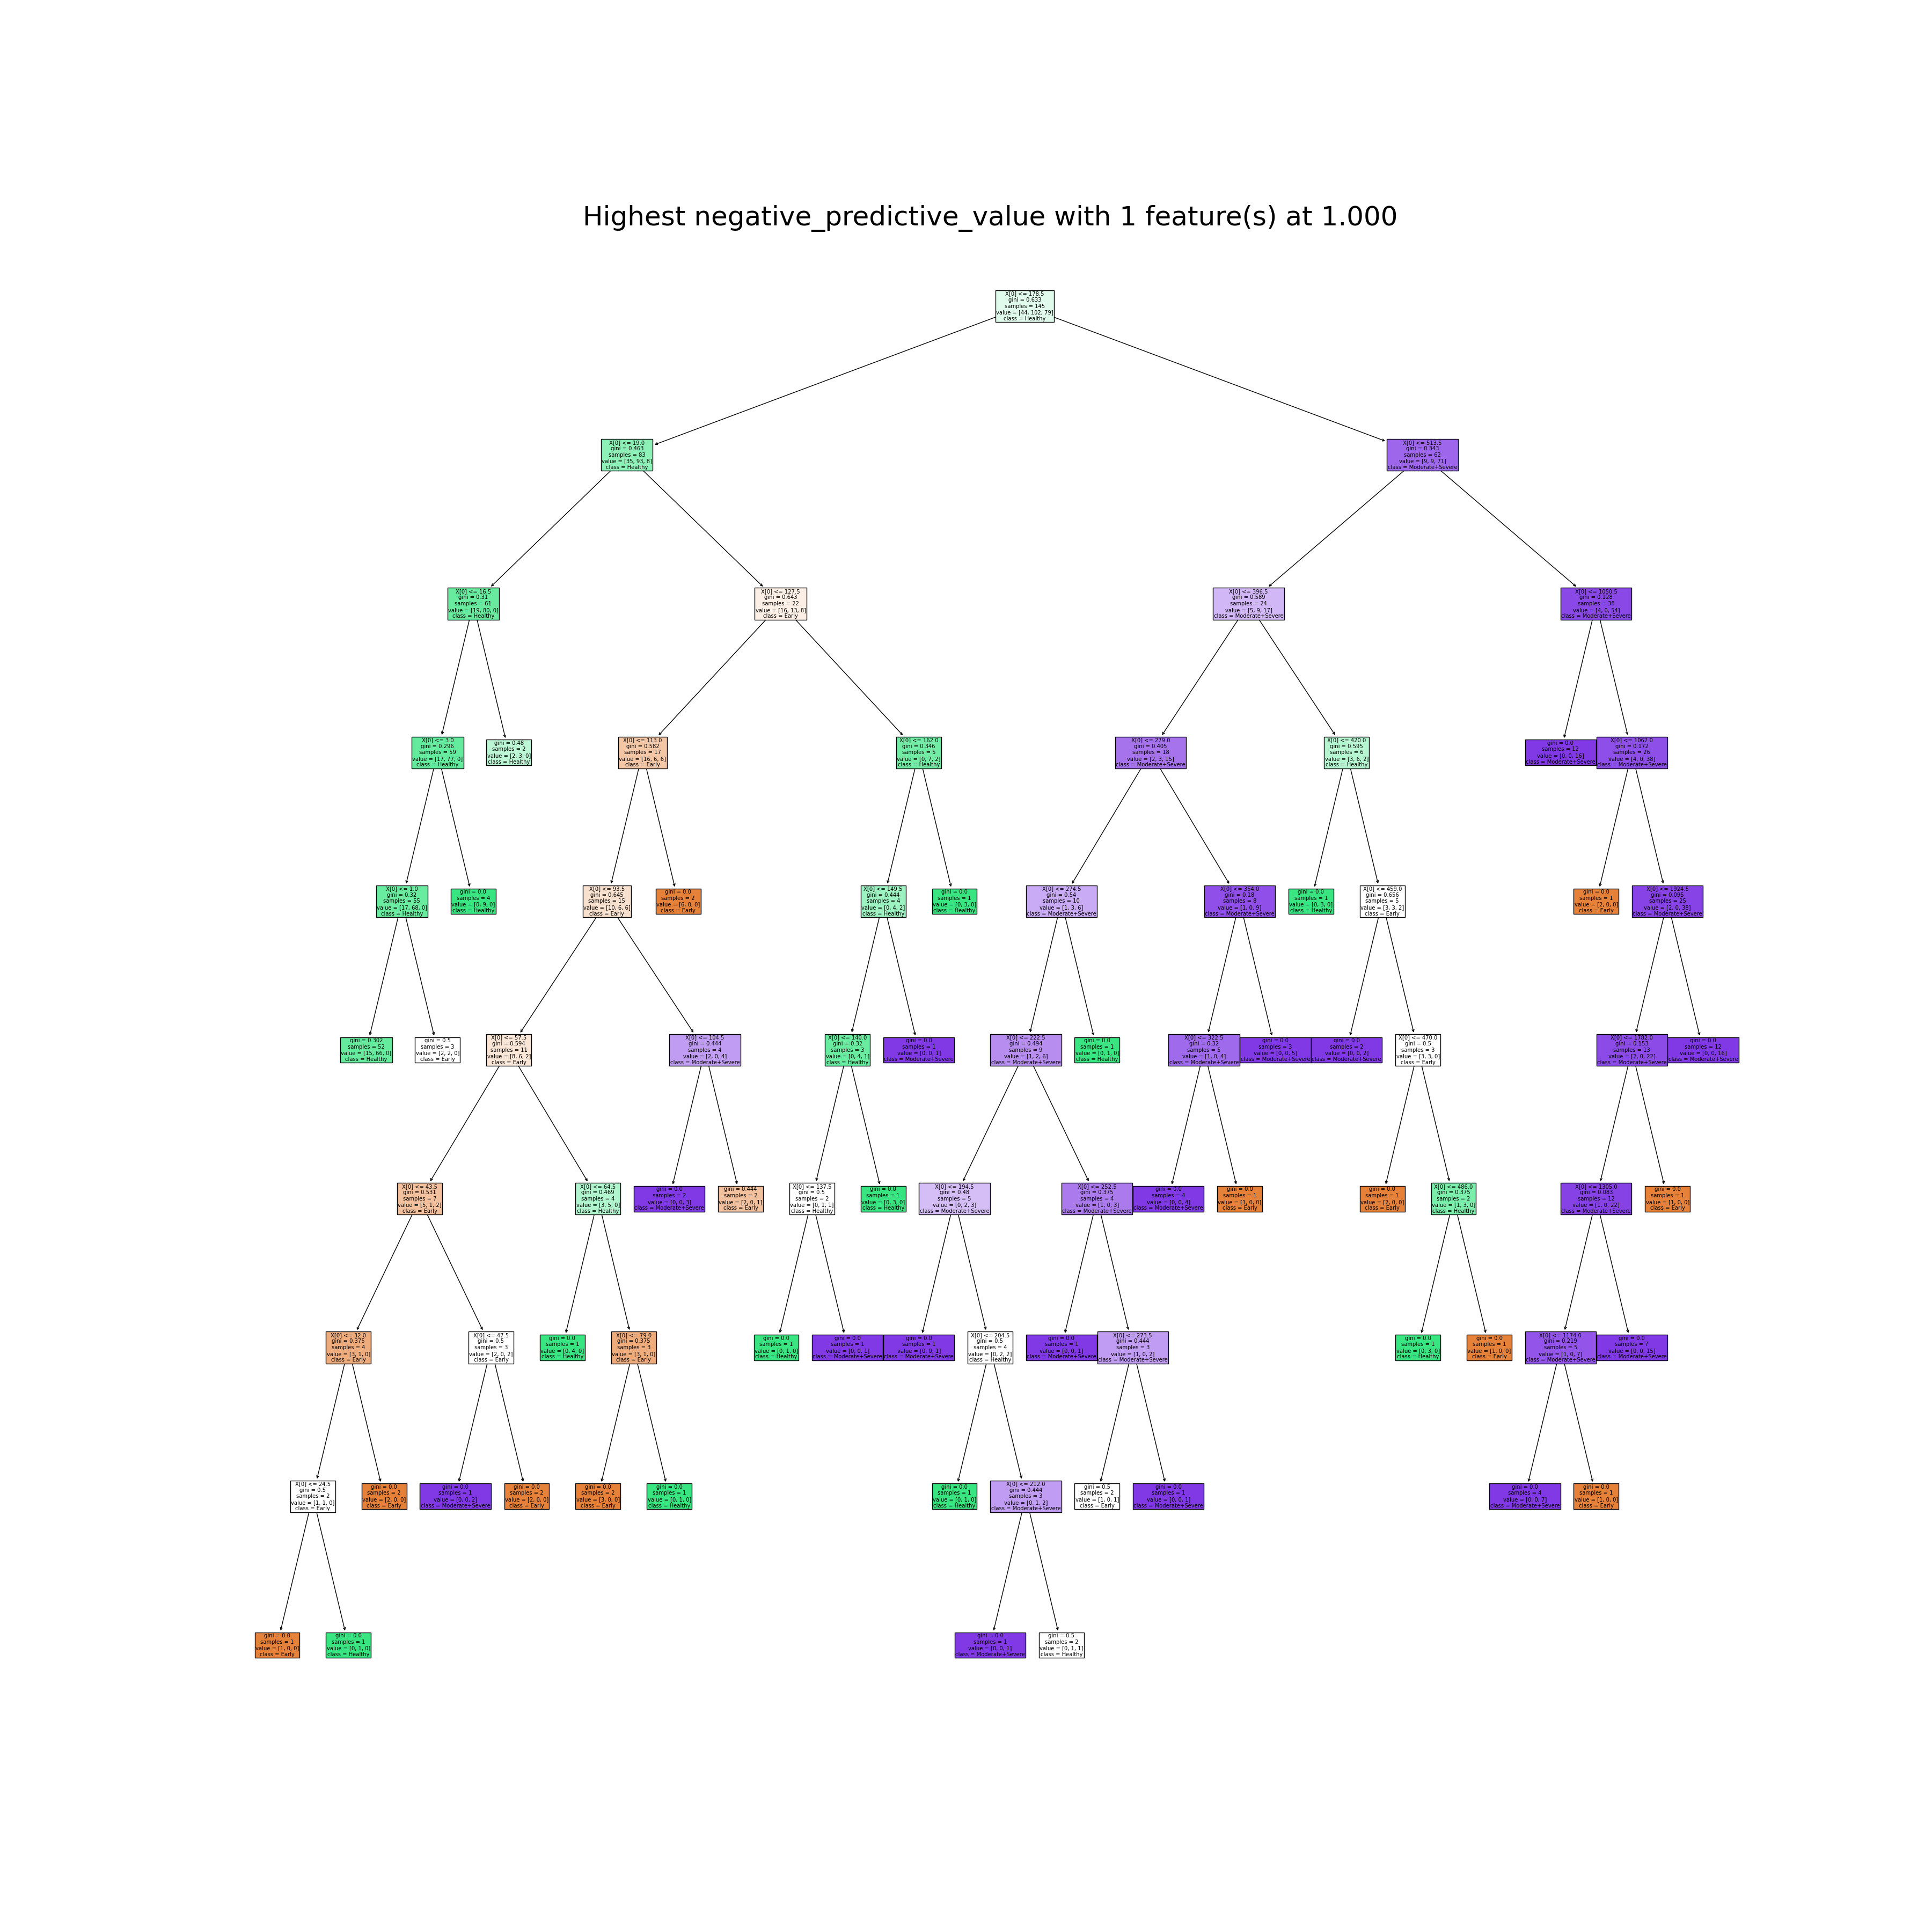 Highest negative_predictive_value with 1 feature(s) at 1.000
X[0] <= 178.5
gini = 0.633
samples = 145
value = [44, 102, 79]
class = Healthy
X[0] <= 19.0
gini = 0.463
samples = 83
value = [35, 93, 8]
class = Healthy
X[0] <= 513.5
gini = 0.343
samples = 62
value = [9, 9, 71]
class = Moderate+Severe
X[0] <= 16.5
gini = 0.31
samples = 61
value = [19, 80, 0]
class = Healthy
X[0] <= 127.5
gini = 0.643
samples = 22
value = [16, 13, 8]
class = Early
X[0] <= 396.5
gini = 0.589
samples = 24
value = [5, 9, 17]
class = Moderate+Severe
X[0] <= 1050.5
gini = 0.128
samples = 38
value = [4, 0, 54]
class = Moderate+Severe
X[0] <= 3.0
gini = 0.296
samples = 59
value = [17, 77, 0]
class = Healthy
gini = 0.48
samples = 2
value = [2, 3, 0]
class = Healthy
X[0] <= 113.0
gini = 0.582
samples = 17
value = [16, 6, 6]
class = Early
X[0] <= 162.0
gini = 0.346
samples = 5
value = [0, 7, 2]
class = Healthy
X[0] <= 279.0
gini = 0.405
samples = 18
value = [2, 3, 15]
class = Moderate+Severe
X[0] <= 420.0
gini = 0.595
samples = 6
value = [3, 6, 2]
class = Healthy
gini = 0.0
samples = 12
value = [0, 0, 16]
class = Moderate+Severe
X[0] <= 1062.0
gini = 0.172
samples = 26
value = [4, 0, 38]
class = Moderate+Severe
X[0] <= 1.0
gini = 0.32
samples = 55
value = [17, 68, 0]
class = Healthy
gini = 0.0
samples = 4
value = [0, 9, 0]
class = Healthy
X[0] <= 93.5
gini = 0.645
samples = 15
value = [10, 6, 6]
class = Early
gini = 0.0
samples = 2
value = [6, 0, 0]
class = Early
X[0] <= 149.5
gini = 0.444
samples = 4
value = [0, 4, 2]
class = Healthy
gini = 0.0
samples = 1
value = [0, 3, 0]
class = Healthy
X[0] <= 274.5
gini = 0.54
samples = 10
value = [1, 3, 6]
class = Moderate+Severe
X[0] <= 354.0
gini = 0.18
samples = 8
value = [1, 0, 9]
class = Moderate+Severe
gini = 0.0
samples = 1
value = [0, 3, 0]
class = Healthy
X[0] <= 459.0
gini = 0.656
samples = 5
value = [3, 3, 2]
class = Early
gini = 0.0
samples = 1
value = [2, 0, 0]
class = Early
X[0] <= 1924.5
gini = 0.095
samples = 25
value = [2, 0, 38]
class = Moderate+Severe
gini = 0.302
samples = 52
value = [15, 66, 0]
class = Healthy
gini = 0.5
samples = 3
value = [2, 2, 0]
class = Early
X[0] <= 57.5
gini = 0.594
samples = 11
value = [8, 6, 2]
class = Early
X[0] <= 104.5
gini = 0.444
samples = 4
value = [2, 0, 4]
class = Moderate+Severe
X[0] <= 140.0
gini = 0.32
samples = 3
value = [0, 4, 1]
class = Healthy
gini = 0.0
samples = 1
value = [0, 0, 1]
class = Moderate+Severe
X[0] <= 222.5
gini = 0.494
samples = 9
value = [1, 2, 6]
class = Moderate+Severe
gini = 0.0
samples = 1
value = [0, 1, 0]
class = Healthy
X[0] <= 322.5
gini = 0.32
samples = 5
value = [1, 0, 4]
class = Moderate+Severe
gini = 0.0
samples = 3
value = [0, 0, 5]
class = Moderate+Severe
gini = 0.0
samples = 2
value = [0, 0, 2]
class = Moderate+Severe
X[0] <= 470.0
gini = 0.5
samples = 3
value = [3, 3, 0]
class = Early
X[0] <= 1782.0
gini = 0.153
samples = 13
value = [2, 0, 22]
class = Moderate+Severe
gini = 0.0
samples = 12
value = [0, 0, 16]
class = Moderate+Severe
X[0] <= 43.5
gini = 0.531
samples = 7
value = [5, 1, 2]
class = Early
X[0] <= 64.5
gini = 0.469
samples = 4
value = [3, 5, 0]
class = Healthy
gini = 0.0
samples = 2
value = [0, 0, 3]
class = Moderate+Severe
gini = 0.444
samples = 2
value = [2, 0, 1]
class = Early
X[0] <= 137.5
gini = 0.5
samples = 2
value = [0, 1, 1]
class = Healthy
gini = 0.0
samples = 1
value = [0, 3, 0]
class = Healthy
X[0] <= 194.5
gini = 0.48
samples = 5
value = [0, 2, 3]
class = Moderate+Severe
X[0] <= 252.5
gini = 0.375
samples = 4
value = [1, 0, 3]
class = Moderate+Severe
gini = 0.0
samples = 4
value = [0, 0, 4]
class = Moderate+Severe
gini = 0.0
samples = 1
value = [1, 0, 0]
class = Early
gini = 0.0
samples = 1
value = [2, 0, 0]
class = Early
X[0] <= 486.0
gini = 0.375
samples = 2
value = [1, 3, 0]
class = Healthy
X[0] <= 1305.0
gini = 0.083
samples = 12
value = [1, 0, 22]
class = Moderate+Severe
gini = 0.0
samples = 1
value = [1, 0, 0]
class = Early
X[0] <= 32.0
gini = 0.375
samples = 4
value = [3, 1, 0]
class = Early
X[0] <= 47.5
gini = 0.5
samples = 3
value = [2, 0, 2]
class = Early
gini = 0.0
samples = 1
value = [0, 4, 0]
class = Healthy
X[0] <= 79.0
gini = 0.375
samples = 3
value = [3, 1, 0]
class = Early
gini = 0.0
samples = 1
value = [0, 1, 0]
class = Healthy
gini = 0.0
samples = 1
value = [0, 0, 1]
class = Moderate+Severe
gini = 0.0
samples = 1
value = [0, 0, 1]
class = Moderate+Severe
X[0] <= 204.5
gini = 0.5
samples = 4
value = [0, 2, 2]
class = Healthy
gini = 0.0
samples = 1
value = [0, 0, 1]
class = Moderate+Severe
X[0] <= 273.5
gini = 0.444
samples = 3
value = [1, 0, 2]
class = Moderate+Severe
gini = 0.0
samples = 1
value = [0, 3, 0]
class = Healthy
gini = 0.0
samples = 1
value = [1, 0, 0]
class = Early
X[0] <= 1174.0
gini = 0.219
samples = 5
value = [1, 0, 7]
class = Moderate+Severe
gini = 0.0
samples = 7
value = [0, 0, 15]
class = Moderate+Severe
X[0] <= 24.5
gini = 0.5
samples = 2
value = [1, 1, 0]
class = Early
gini = 0.0
samples = 2
value = [2, 0, 0]
class = Early
gini = 0.0
samples = 1
value = [0, 0, 2]
class = Moderate+Severe
gini = 0.0
samples = 2
value = [2, 0, 0]
class = Early
gini = 0.0
samples = 2
value = [3, 0, 0]
class = Early
gini = 0.0
samples = 1
value = [0, 1, 0]
class = Healthy
gini = 0.0
samples = 1
value = [0, 1, 0]
class = Healthy
X[0] <= 212.0
gini = 0.444
samples = 3
value = [0, 1, 2]
class = Moderate+Severe
gini = 0.5
samples = 2
value = [1, 0, 1]
class = Early
gini = 0.0
samples = 1
value = [0, 0, 1]
class = Moderate+Severe
gini = 0.0
samples = 4
value = [0, 0, 7]
class = Moderate+Severe
gini = 0.0
samples = 1
value = [1, 0, 0]
class = Early
gini = 0.0
samples = 1
value = [1, 0, 0]
class = Early
gini = 0.0
samples = 1
value = [0, 1, 0]
class = Healthy
gini = 0.0
samples = 1
value = [0, 0, 1]
class = Moderate+Severe
gini = 0.5
samples = 2
value = [0, 1, 1]
class = Healthy